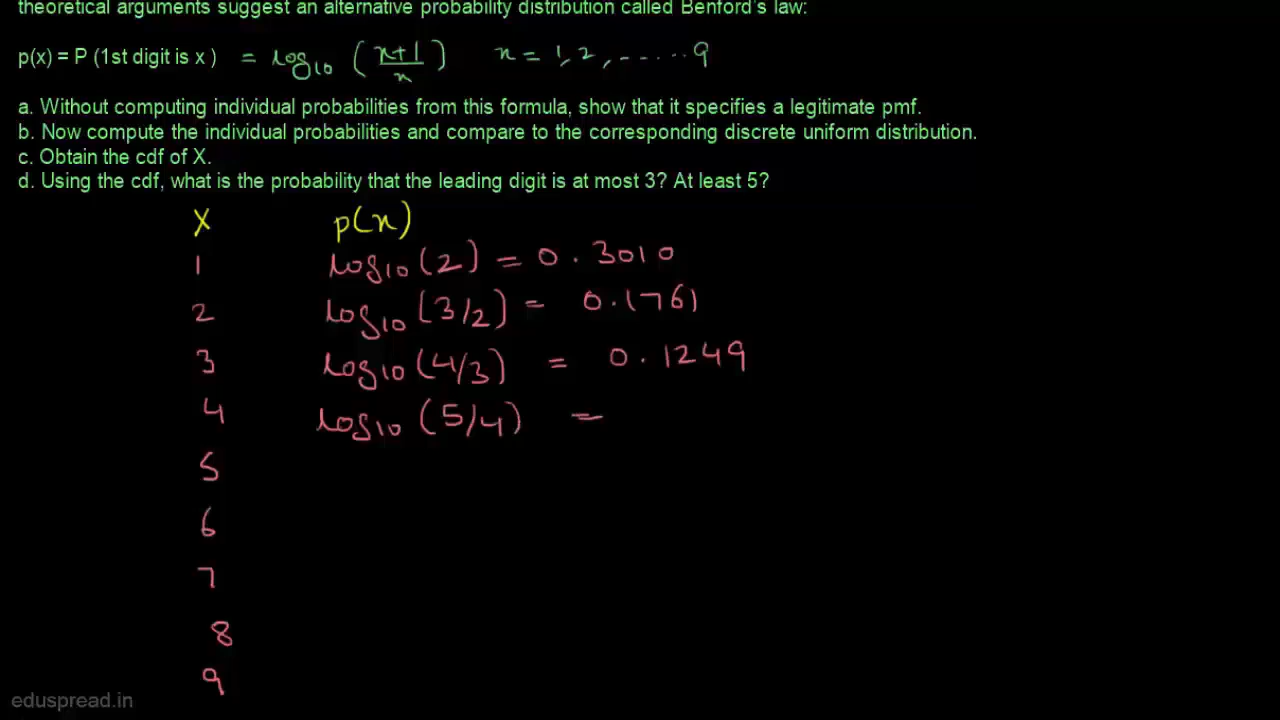 theoretical arguments suggest an alternative probability distribution called Benford's law:
p(x) = P (1st digit is x ) = log10 (x+1/x) x = 1, 2, ----- 9
a. Without computing individual probabilities from this formula, show that it specifies a legitimate pmf.
b. Now compute the individual probabilities and compare to the corresponding discrete uniform distribution.
c. Obtain the cdf of X.
d. Using the cdf, what is the probability that the leading digit is at most 3? At least 5?
X p(x)
1 log10 (2) = 0.3010
2 log10 (3/2) = 0.1761
3 log10 (4/3) = 0.1249
4 log10 (5/4) =
5
6
7
8
9
eduspread.in